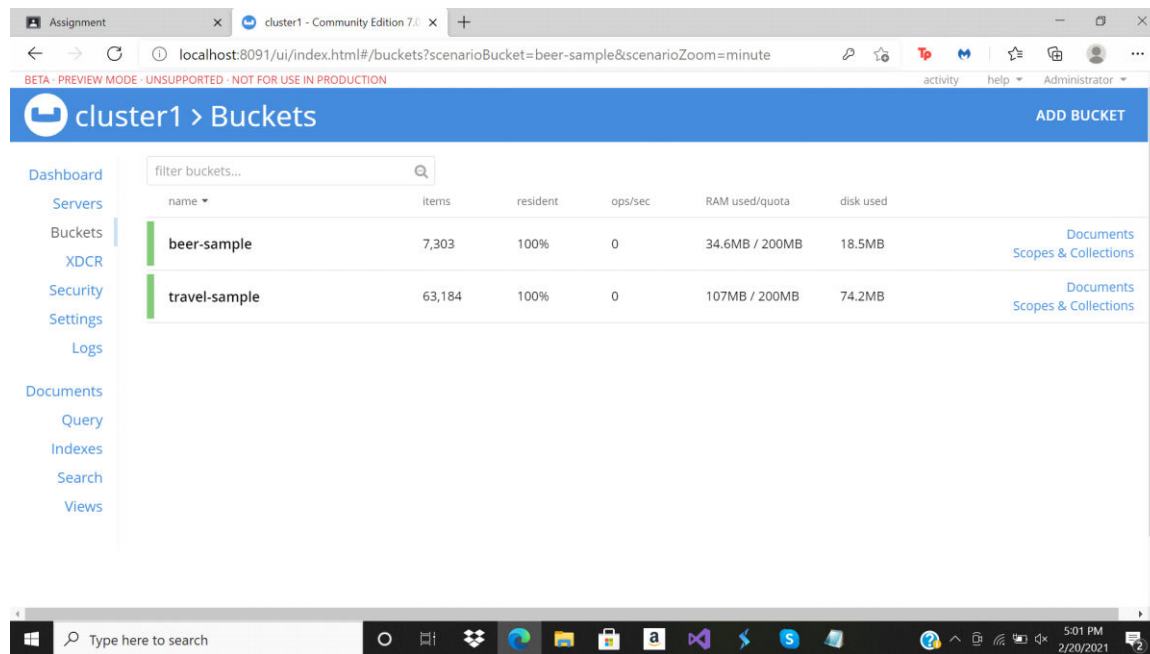 Assignment
cluster1 - Community Edition 7.0
localhost:8091/ui/index.html#/buckets?scenarioBucket=beer-sample&scenarioZoom=minute
Tp
BETA - PREVIEW MODE - UNSUPPORTED - NOT FOR USE IN PRODUCTION
activity help Administrator
cluster1 > Buckets
ADD BUCKET
Dashboard
Servers
Buckets
XDCR
Security
Settings
Logs
Documents
Query
Indexes
Search
Views
filter buckets...
name items resident ops/sec RAM used/quota disk used
beer-sample 7,303 100% 0 34.6MB / 200MB 18.5MB
Documents
Scopes & Collections
travel-sample 63,184 100% 0 107MB / 200MB 74.2MB
Documents
Scopes & Collections
Type here to search
a
S
5:01 PM
2/20/2021
2